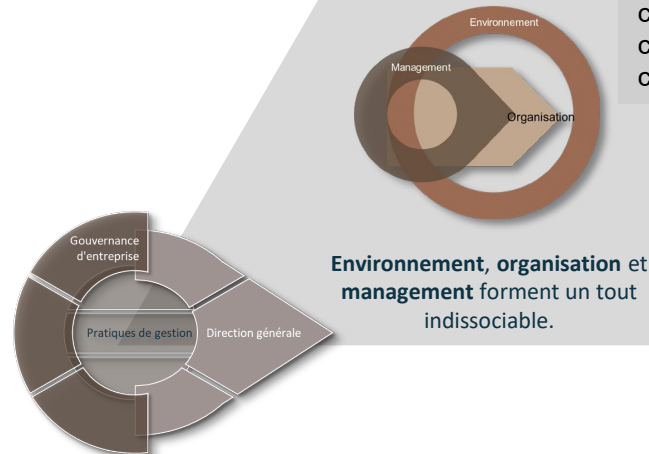 Environnement
c
c
c
Management
Organisation
Environnement, organisation et
management forment un tout
indissociable.
Gouvernance
d'entreprise
Pratiques de gestion
Direction générale